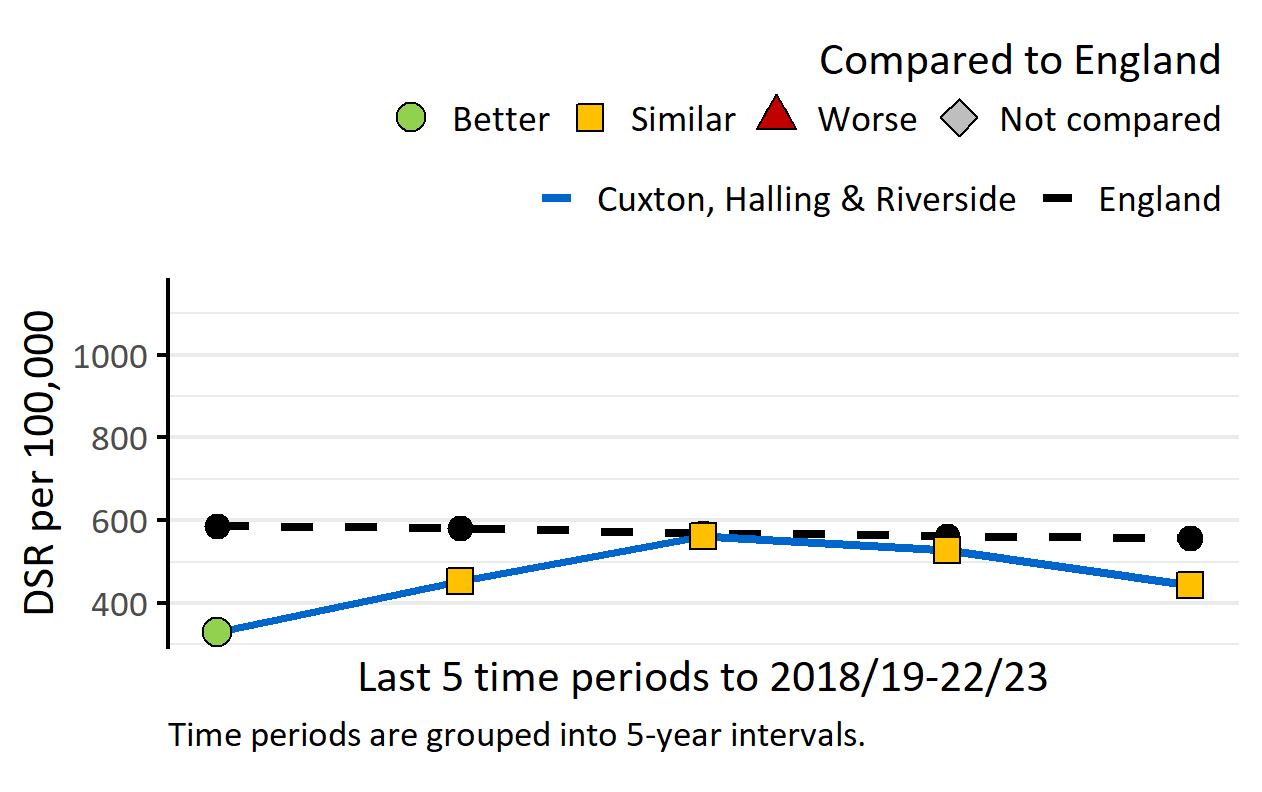 Compared to England
Better Similar Worse Not compared
Cuxton, Halling & Riverside England
DSR per 100,000
1000
800
600
400
Last 5 time periods to 2018/19-22/23
Time periods are grouped into 5-year intervals.